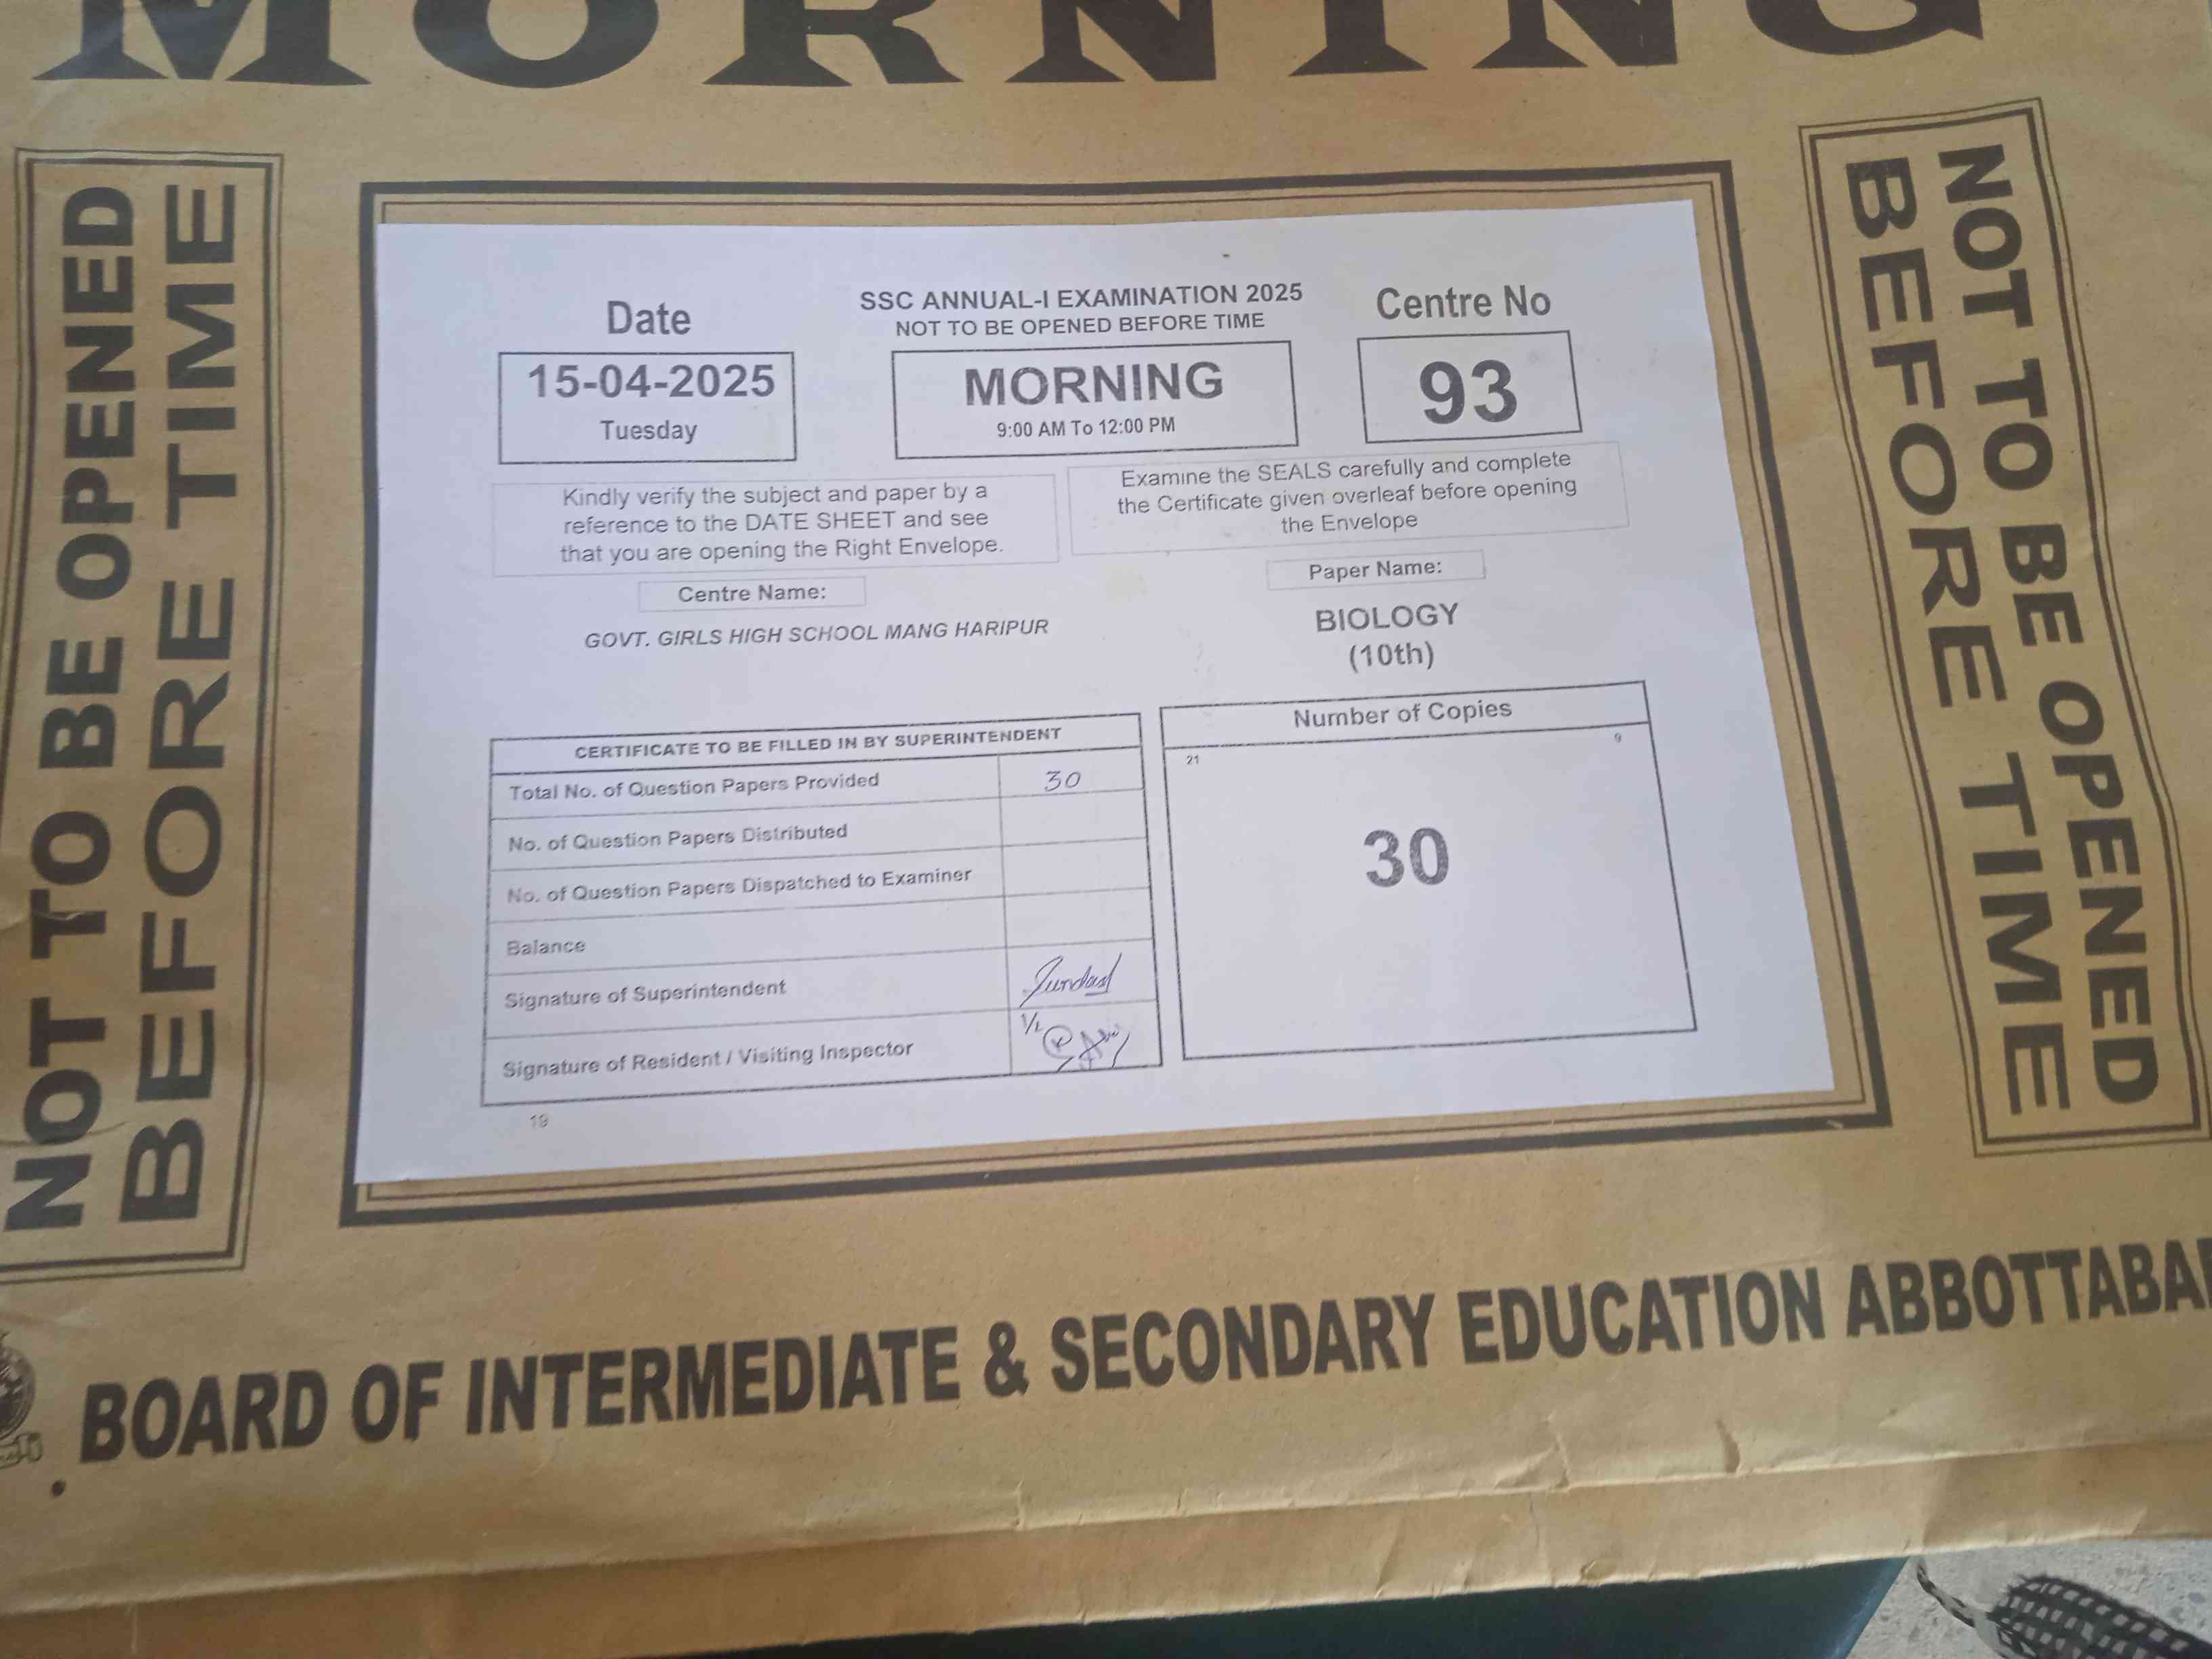 MORNING
NOT TO BE OPENED
BEFORE TIME
NOT TO BE OPENED
BEFORE TIME
Date
15-04-2025
Tuesday
SSC ANNUAL-I EXAMINATION 2025
NOT TO BE OPENED BEFORE TIME
MORNING
9:00 AM To 12:00 PM
Centre No
93
Kindly verify the subject and paper by a
reference to the DATE SHEET and see
that you are opening the Right Envelope.
Examine the SEALS carefully and complete
the Certificate given overleaf before opening
the Envelope
Centre Name:
GOVT. GIRLS HIGH SCHOOL MANG HARIPUR
Paper Name:
BIOLOGY
(10th)
CERTIFICATE TO BE FILLED IN BY SUPERINTENDENT
Total No. of Question Papers Provided 30
No. of Question Papers Distributed
No. of Question Papers Dispatched to Examiner
Balance
Signature of Superintendent
Signature of Resident / Visiting Inspector
19
Number of Copies
21 9
30
BOARD OF INTERMEDIATE & SECONDARY EDUCATION ABBOTTABA